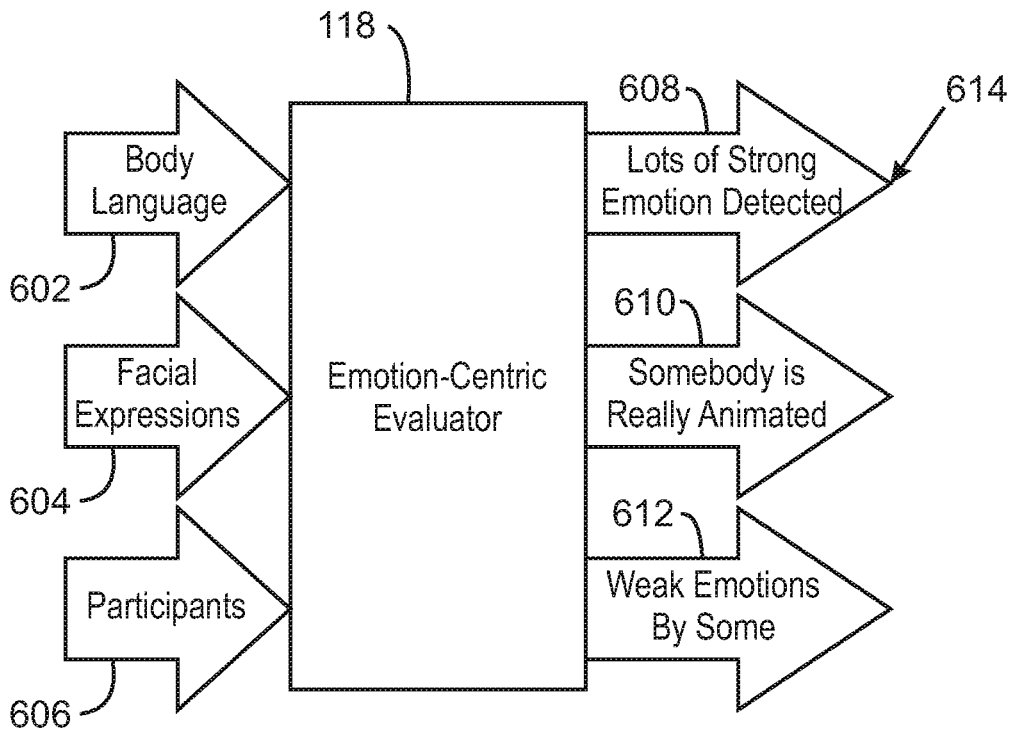 118
608
614
Body
Language
Lots of Strong
Emotion Detected
602
610
Facial
Expressions
Emotion-Centric
Evaluator
Somebody is
Really Animated
604
612
Participants
Weak Emotions
By Some
606